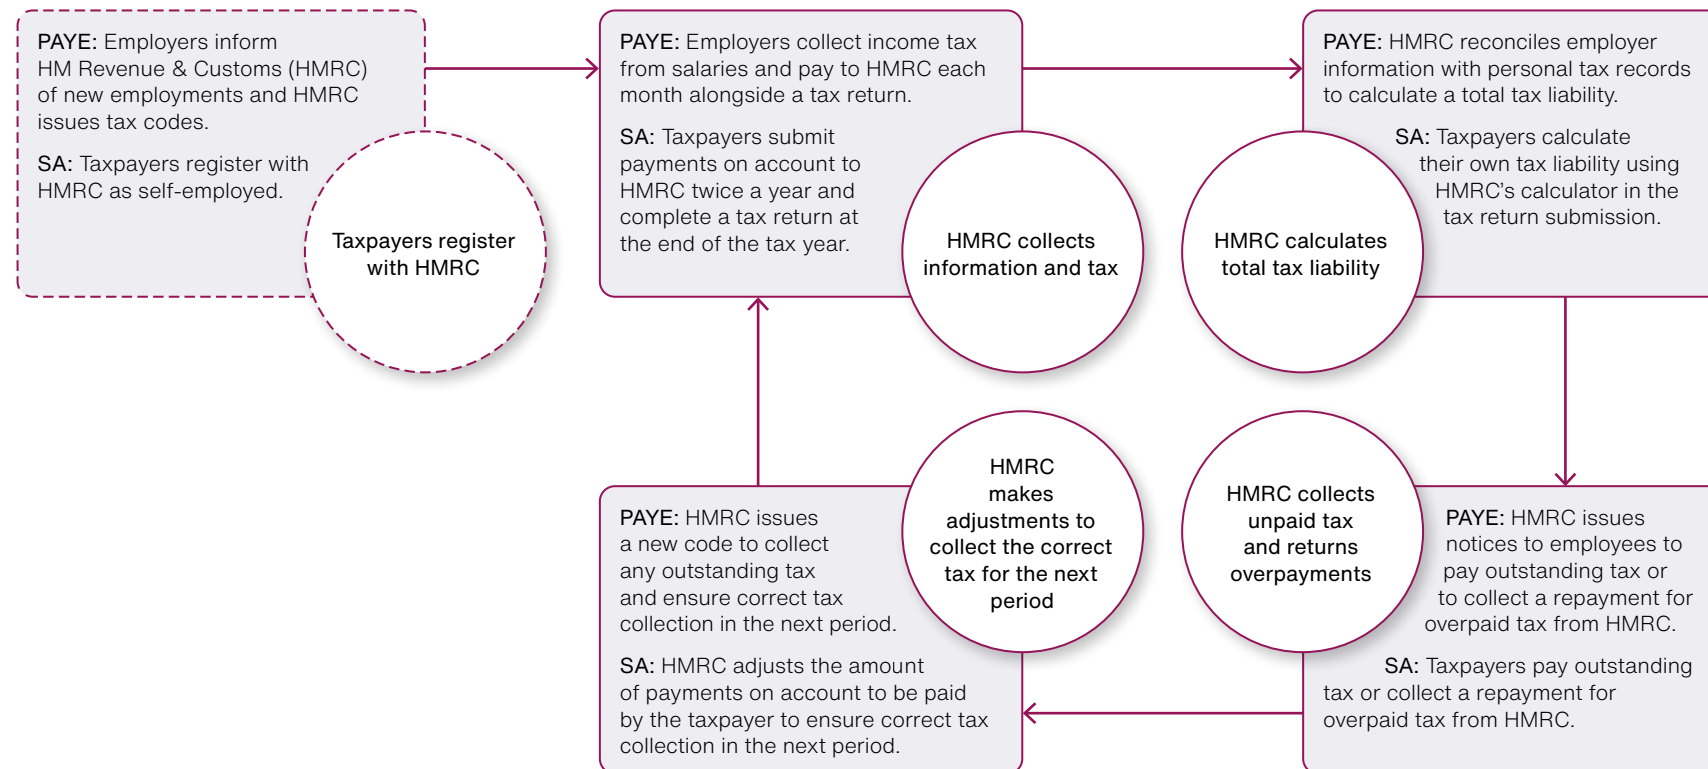 PAYE: Employers inform
HM Revenue & Customs (HMRC)
of new employments and HMRC
issues tax codes.
SA: Taxpayers register with
HMRC as self-employed.
Taxpayers register
with HMRC
PAYE: Employers collect income tax
from salaries and pay to HMRC each
month alongside a tax return.
SA: Taxpayers submit
payments on account to
HMRC twice a year and
complete a tax return at
the end of the tax year.
HMRC collects
information and tax
PAYE: HMRC reconciles employer
information with personal tax records
to calculate a total tax liability.
SA: Taxpayers calculate
their own tax liability using
HMRC’s calculator in the
tax return submission.
HMRC calculates
total tax liability
PAYE: HMRC issues
notices to employees to
pay outstanding tax or
to collect a repayment for
overpaid tax from HMRC.
SA: Taxpayers pay outstanding
tax or collect a repayment for
overpaid tax from HMRC.
HMRC collects
unpaid tax
and returns
overpayments
PAYE: HMRC issues
a new code to collect
any outstanding tax
and ensure correct tax
collection in the next period.
SA: HMRC adjusts the amount
of payments on account to be paid
by the taxpayer to ensure correct tax
collection in the next period.
HMRC
makes
adjustments to
collect the correct
tax for the next
period